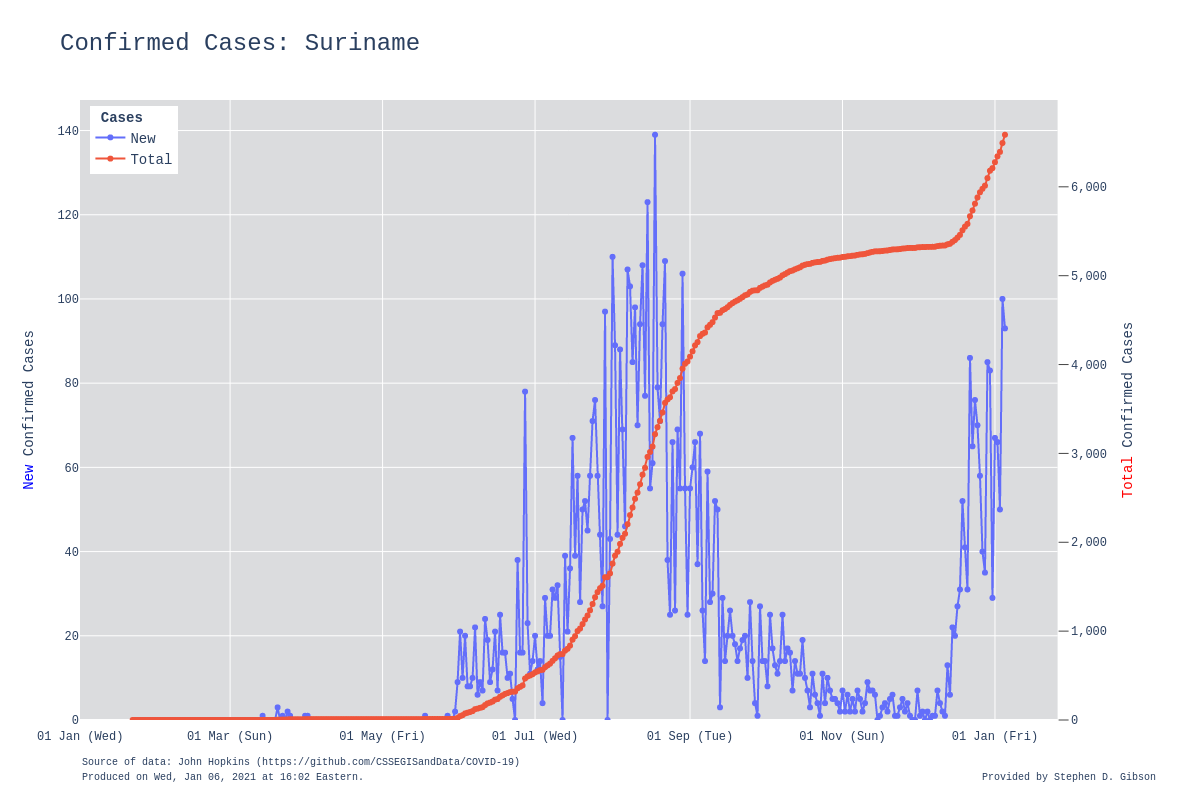 Confirmed Cases: Suriname
Cases
New
Total
140
120
100
80
60
40
20
0
6,000
5,000
4,000
3,000
2,000
1,000
0
New Confirmed Cases
Total Confirmed Cases
01 Jan (Wed) 01 Mar (Sun) 01 May (Fri) 01 Jul (Wed) 01 Sep (Tue) 01 Nov (Sun) 01 Jan (Fri)
Source of data: John Hopkins (https://github.com/CSSEGISandData/COVID-19)
Produced on Wed, Jan 06, 2021 at 16:02 Eastern.
Provided by Stephen D. Gibson